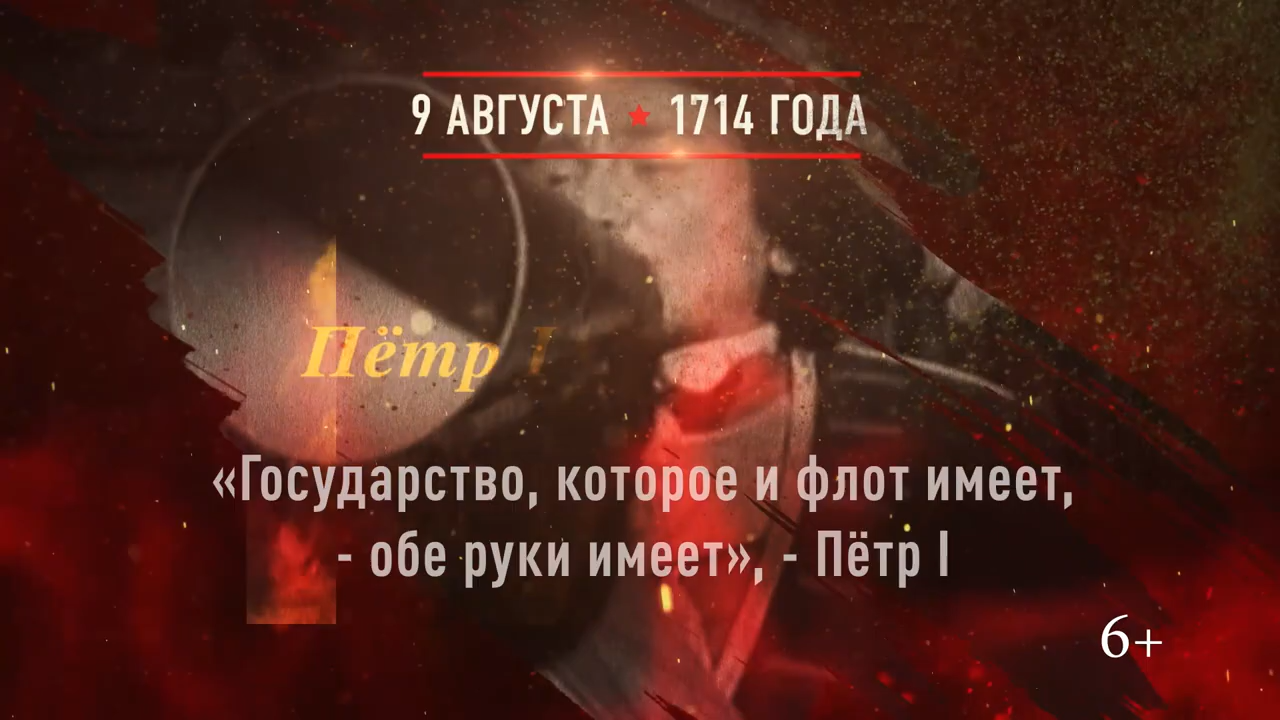 9 АВГУСТА ★ 1714 ГОДА
Пётр I
«Государство, которое и флот имеет,
- обе руки имеет», - Пётр I
6+